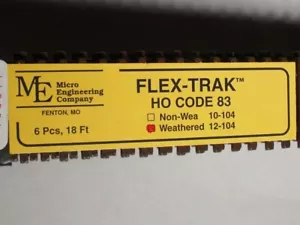 ME
Micro
Engineering
Company
FENTON, MO
6 Pcs, 18 Ft
FLEX-TRAK™
HO CODE 83
Non-Wea 10-104
Weathered 12-104